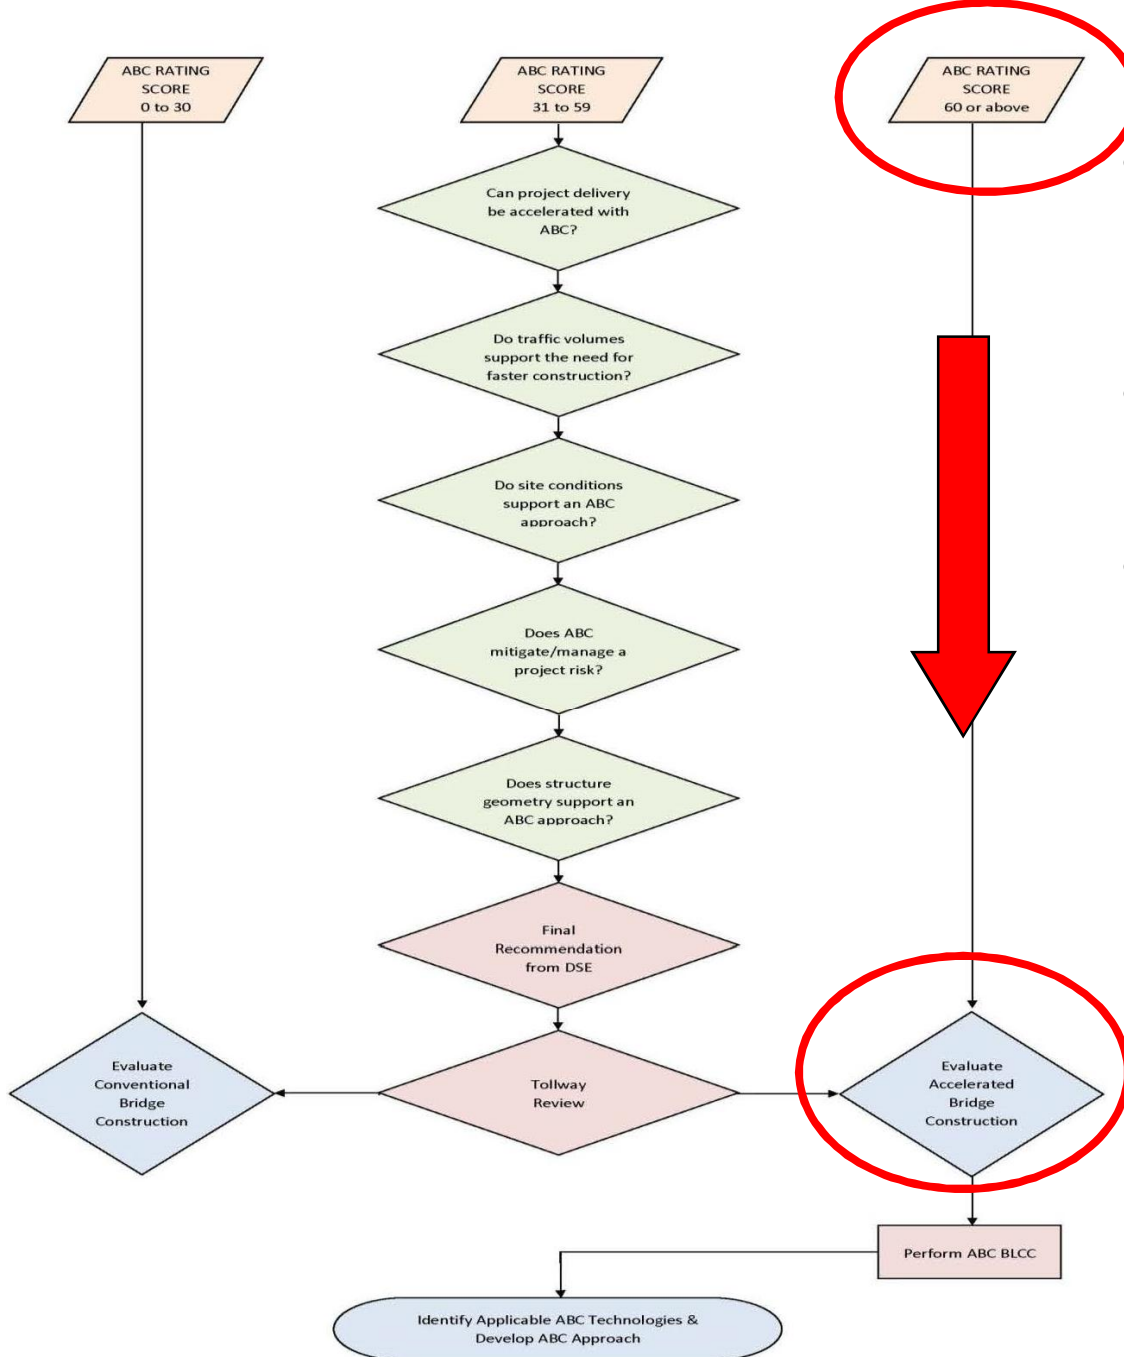 ABC RATING
SCORE
0 to 30
ABC RATING
SCORE
31 to 59
ABC RATING
SCORE
60 or above
Can project delivery
be accelerated with
ABC?
Do traffic volumes
support the need for
faster construction?
Do site conditions
support an ABC
approach?
Does ABC
mitigate/manage a
project risk?
Does structure
geometry support an
ABC approach?
Final
Recommendation
from DSE
Evaluate
Conventional
Bridge
Construction
Tollway
Review
Evaluate
Accelerated
Bridge
Construction
Perform ABC BLCC
Identify Applicable ABC Technologies &
Develop ABC Approach